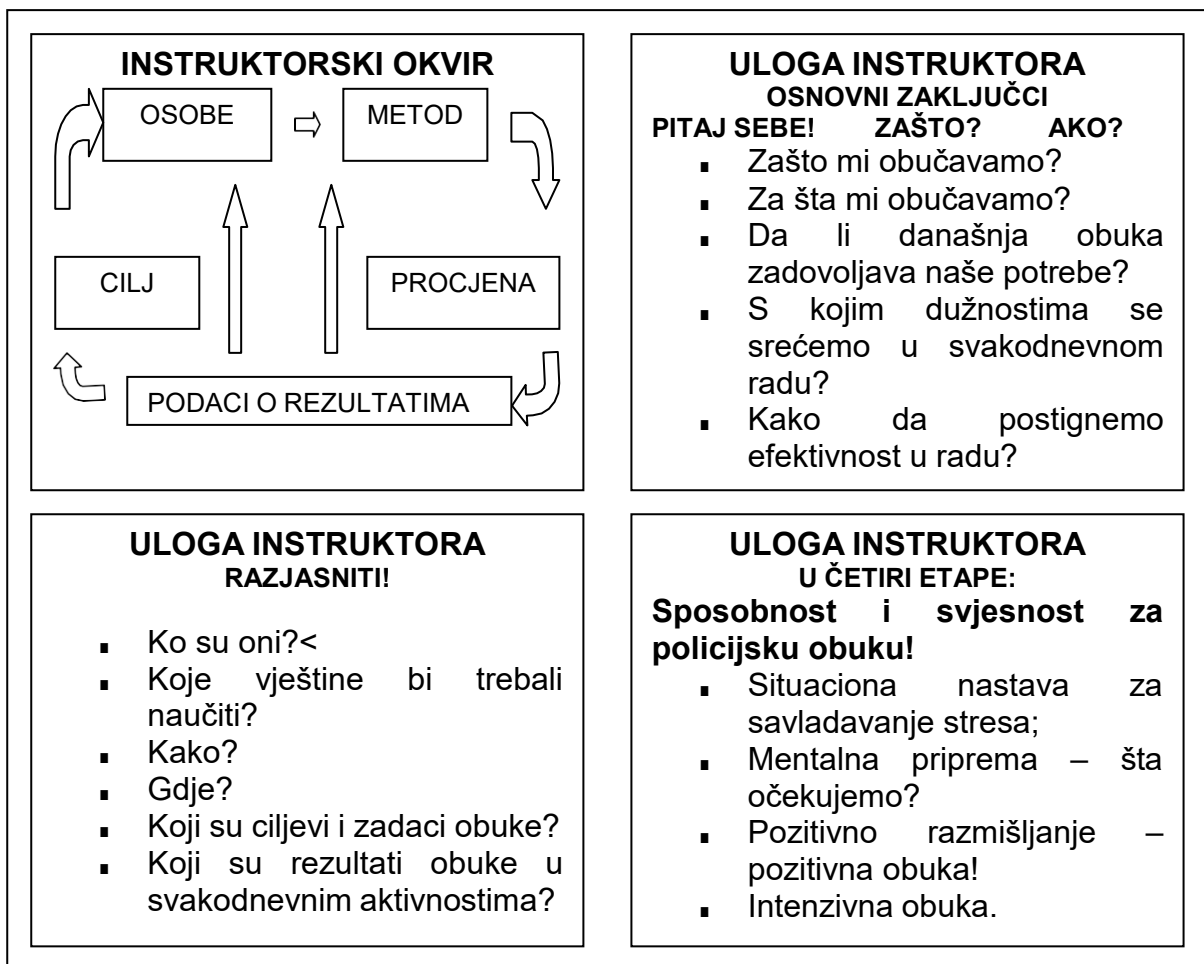 INSTRUKTORSKI OKVIR
OSOBE
METOD
CILJ
PROCJENA
PODACI O REZULTATIMA
ULOGA INSTRUKTORA
OSNOVNI ZAKLJUČCI
PITAJ SEBE! ZAŠTO? AKO?
Zašto mi obučavamo?
Za šta mi obučavamo?
Da li današnja obuka
zadovoljava naše potrebe?
S kojim dužnostima se
srećemo u svakodnevnom
radu?
Kako da postignemo
efektivnost u radu?
ULOGA INSTRUKTORA
RAZJASNITI!
Ko su oni?<
Koje vještine bi trebali
naučiti?
Kako?
Gdje?
Koji su ciljevi i zadaci obuke?
Koji su rezultati obuke u
svakodnevnim aktivnostima?
ULOGA INSTRUKTORA
U ČETIRI ETAPE:
Sposobnost i svjesnost za
policijsku obuku!
Situaciona nastava za
savladavanje stresa;
Mentalna priprema – šta
očekujemo?
Pozitivno razmišljanje –
pozitivna obuka!
Intenzivna obuka.